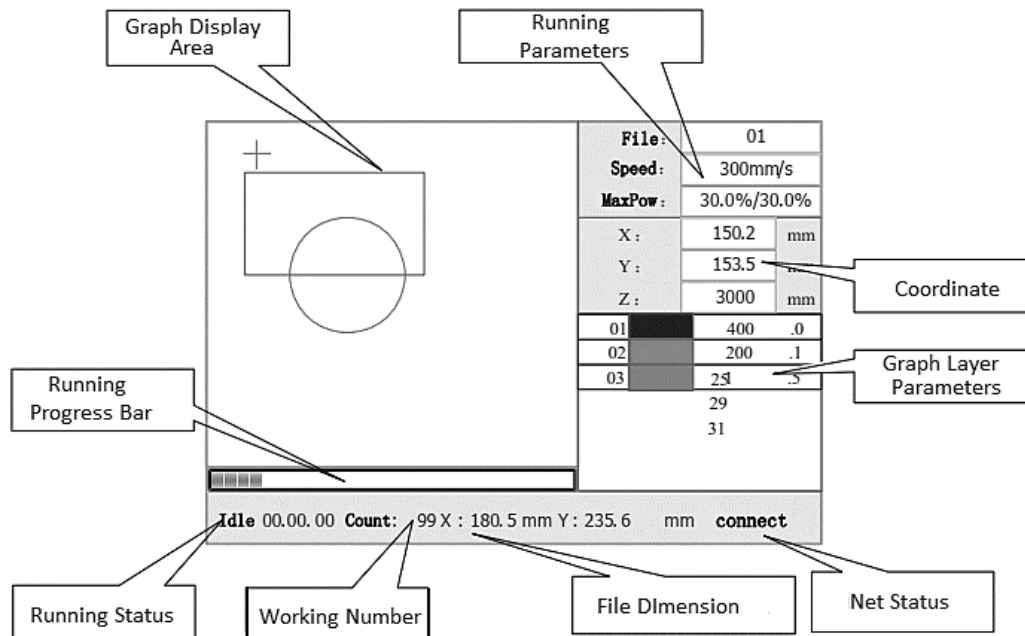 Graph Display
Area
Running
Parameters
File: 01
Speed: 300mm/s
MaxPow: 30.0%/30.0%
X: 150.2 mm
Y: 153.5
Z: 3000 mm
Coordinate
01 400 .0
02 200 .1
03 251 .5
29
31
Graph Layer
Parameters
Running
Progress Bar
Idle 00.00.00 Count: 99 X : 180.5 mm Y : 235.6 mm connect
Running Status
Working Number
File DImension
Net Status